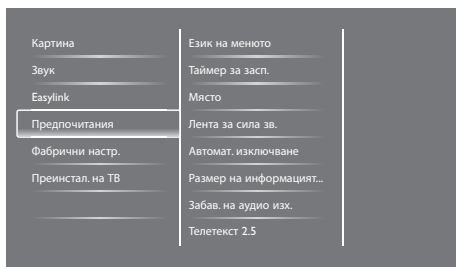 Картина
Звук
Easylink
Предпочитания
Фабрични настр.
Преинстал. на ТВ
Език на менюто
Таймер за засп.
Място
Лента за сила зв.
Автомат. изключване
Размер на информацият...
Забав. на аудио изх.
Телетекст 2.5